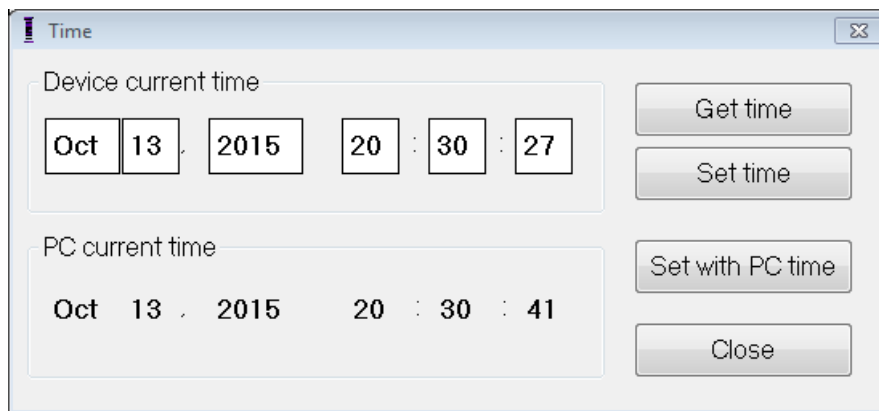 Time
Device current time
Oct 13, 2015 20 : 30 : 27
Get time
Set time
PC current time
Oct 13, 2015 20 : 30 : 41
Set with PC time
Close